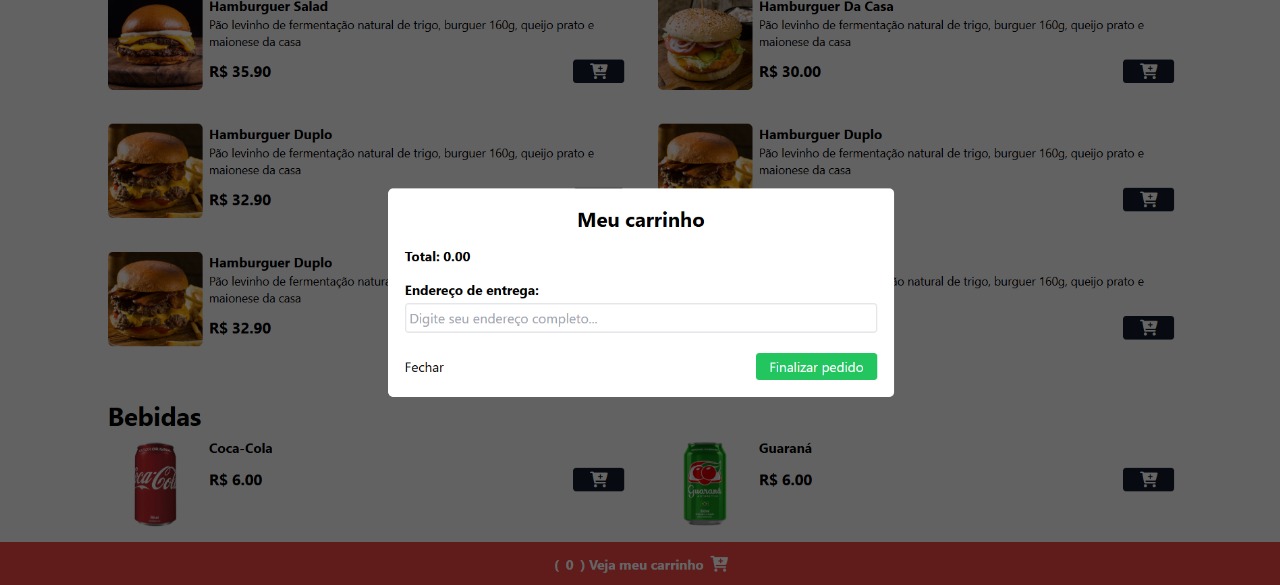 Hamburguer Salad
Pão levinho de fermentação natural de trigo, burguer 160g, queijo prato e
maionese da casa
R$ 35.90
Hamburguer Da Casa
Pão levinho de fermentação natural de trigo, burguer 160g, queijo prato e
maionese da casa
R$ 30.00
Hamburguer Duplo
Pão levinho de fermentação natural de trigo, burguer 160g, queijo prato e
maionese da casa
R$ 32.90
Hamburguer Duplo
Pão levinho de fermentação natural de trigo, burguer 160g, queijo prato e
maionese da casa
Meu carrinho
Total: 0.00
Endereço de entrega:
Digite seu endereço completo...
Fechar
Finalizar pedido
Hamburguer Duplo
Pão levinho de fermentação natura
maionese da casa
R$ 32.90
ão natural de trigo, burguer 160g, queijo prato e
Bebidas
Coca-Cola
R$ 6.00
Coca-Cola
Guaraná
R$ 6.00
Guaraná
( 0 ) Veja meu carrinho